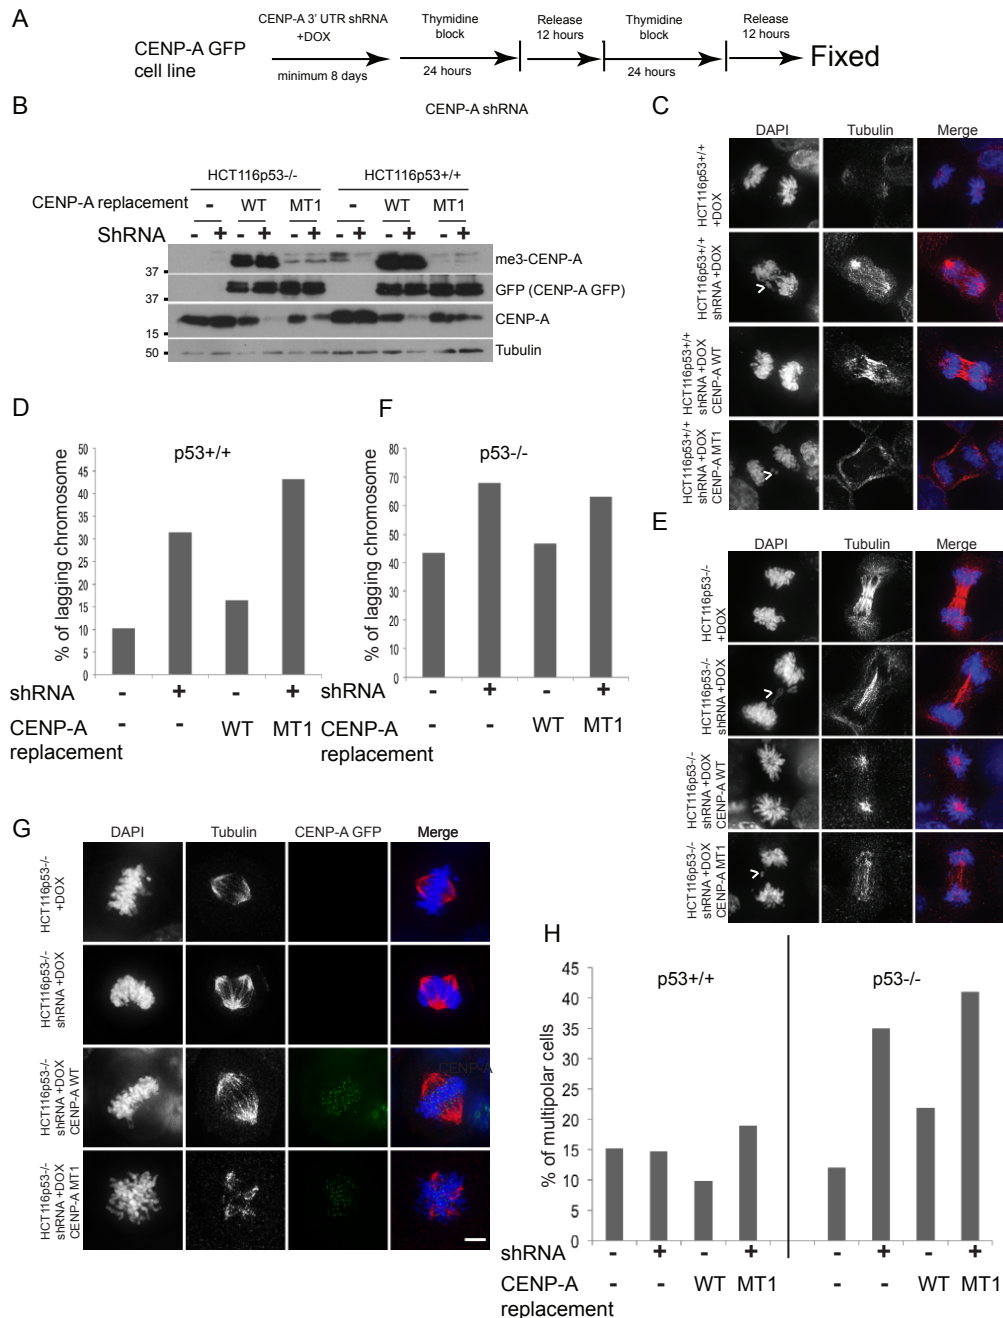 A
CENP-A GFP
cell line
CENP-A 3' UTR shRNA
+DOX
minimum 8 days
Thymidine
block
24 hours
Release
12 hours
Thymidine
block
24 hours
Release
12 hours
Fixed
B
CENP-A shRNA
HCT116p53-/-
HCT116p53+/+
CENP-A replacement
- WT MT1 - WT MT1
ShRNA
- + - + - + - + - + - +
37
me3-CENP-A
37
GFP (CENP-A GFP)
15
CENP-A
50
Tubulin
C
DAPI Tubulin Merge
HCT116p53+/+
+DOX
HCT116p53+/+
shRNA +DOX
HCT116p53+/+
shRNA +DOX
CENP-A WT
HCT116p53+/+
shRNA +DOX
CENP-A MT1
D
p53+/+
% of lagging chromosome
50
45
40
35
30
25
20
15
10
5
0
shRNA
- + - +
CENP-A
replacement
- - WT MT1
F
p53-/-
% of lagging chromosome
80
70
60
50
40
30
20
10
0
- + - +
- - WT MT1
E
DAPI Tubulin Merge
HCT116p53-/-
+DOX
HCT116p53-/-
shRNA +DOX
HCT116p53-/-
shRNA +DOX
CENP-A WT
HCT116p53-/-
shRNA +DOX
CENP-A MT1
G
DAPI Tubulin CENP-A GFP Merge
HCT116p53-/-
+DOX
HCT116p53-/-
shRNA +DOX
HCT116p53-/-
shRNA +DOX
CENP-A WT
CENP-A
HCT116p53-/-
shRNA +DOX
CENP-A MT1
H
p53+/+
p53-/-
% of multipolar cells
45
40
35
30
25
20
15
10
5
0
shRNA
- + - + - + - +
CENP-A
replacement
- - WT MT1 - - WT MT1